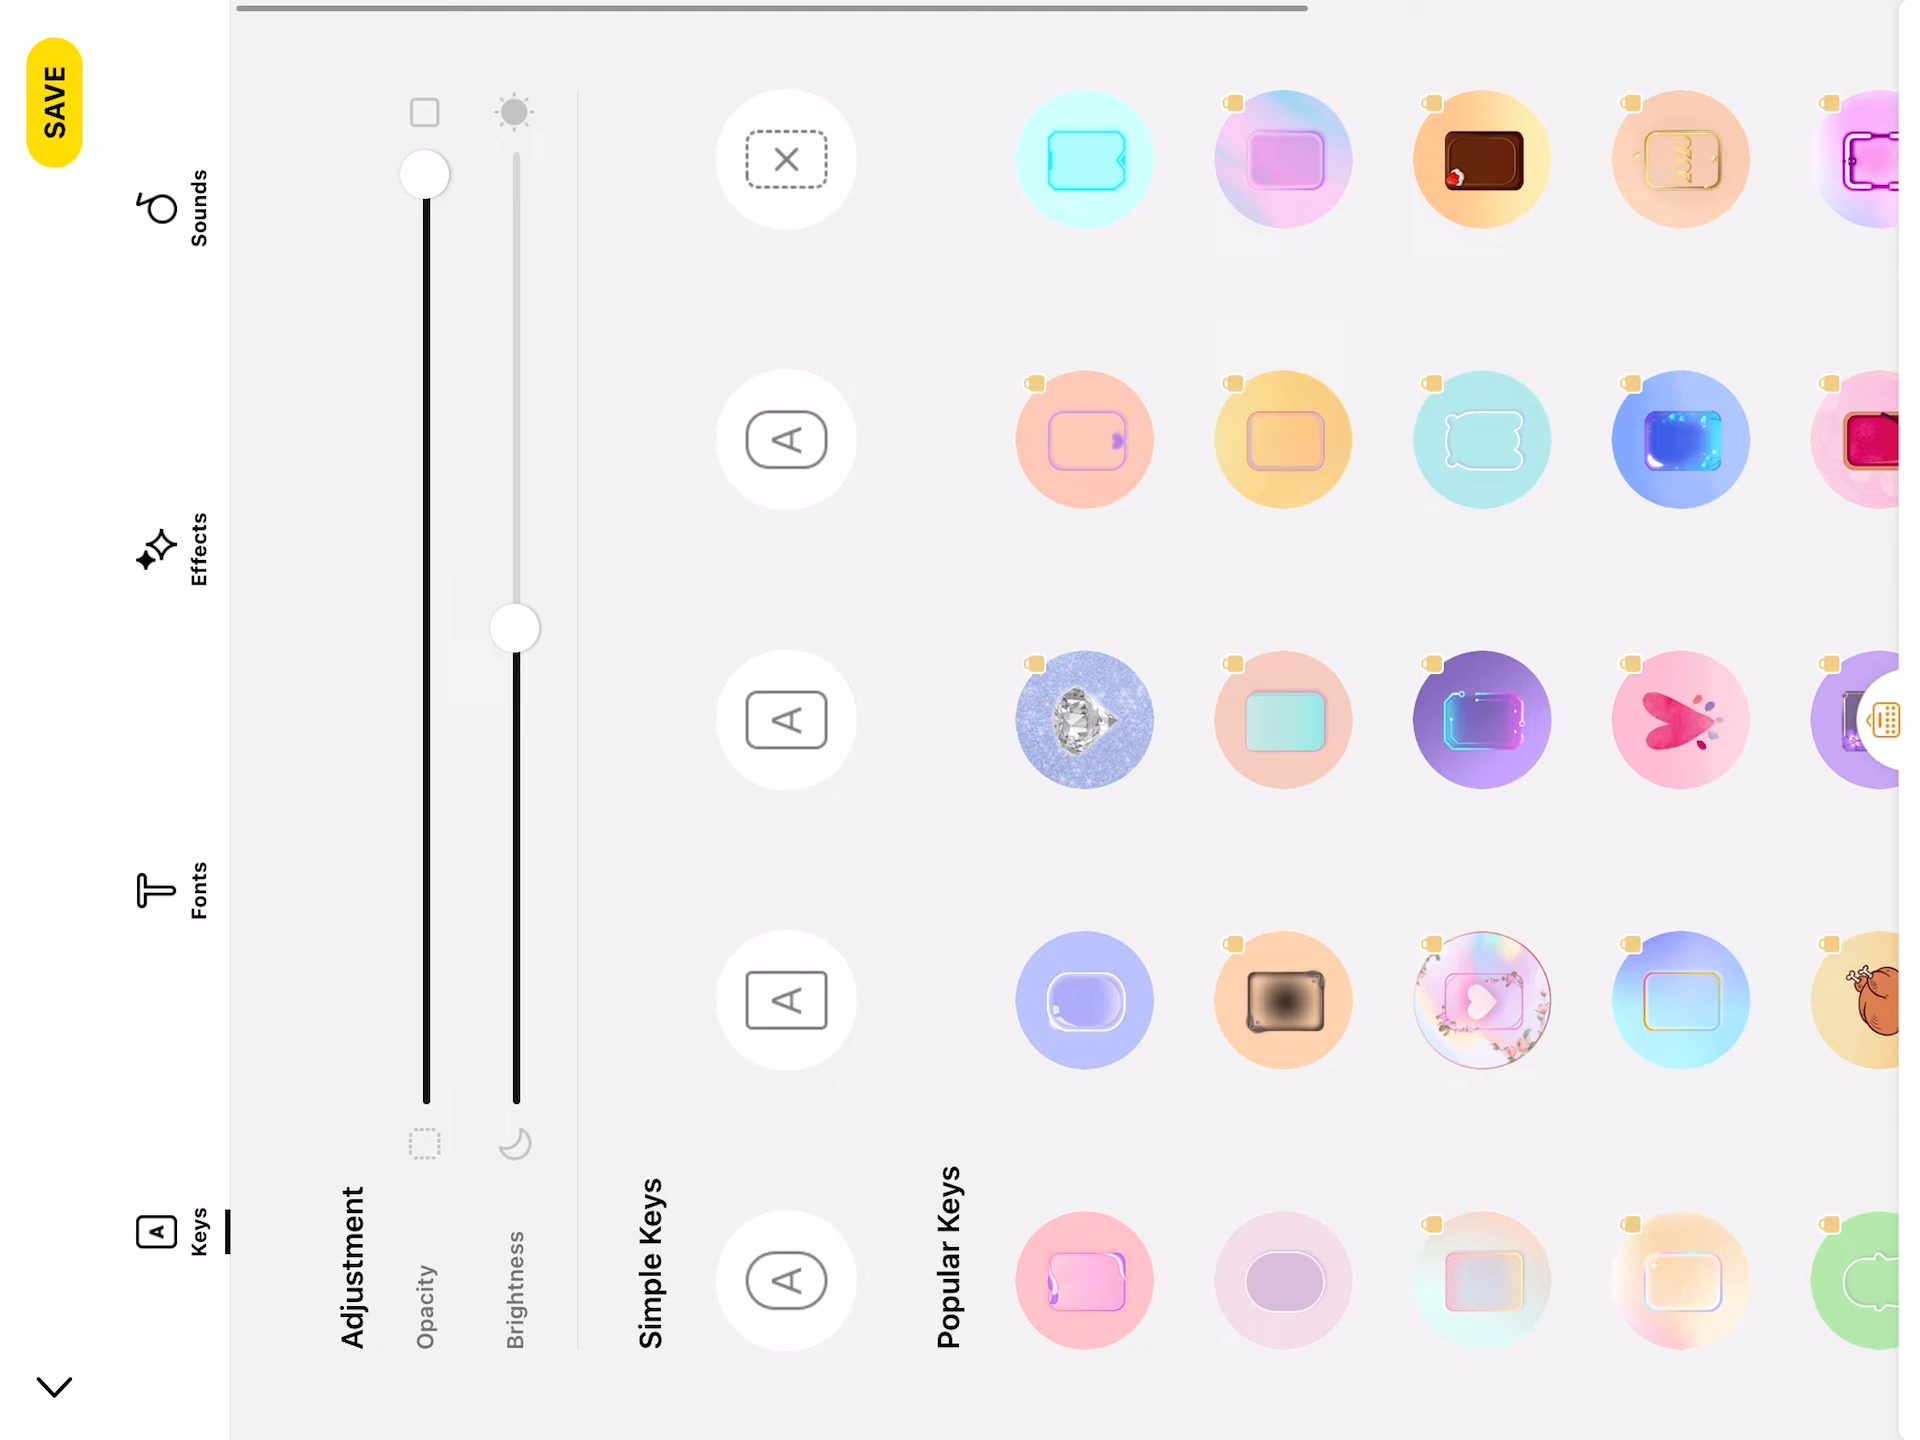 SAVE
Keys
Fonts
Effects
Sounds
Adjustment
Opacity
Brightness
Simple Keys
A
A
A
A
Popular Keys